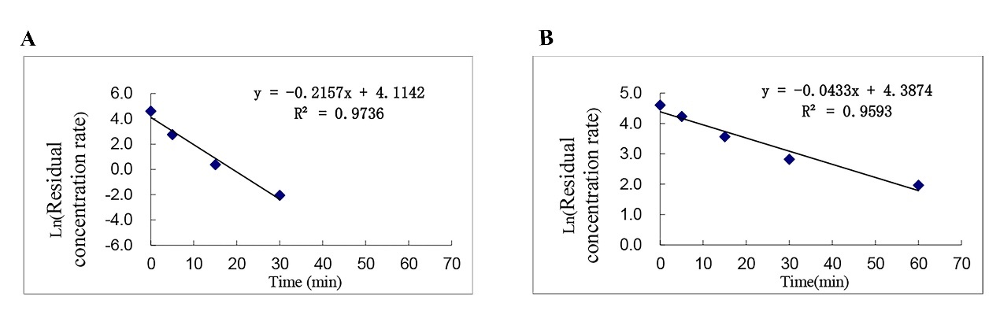 A
y = -0.2157x + 4.1142
R² = 0.9736
6.0
4.0
2.0
0.0
-2.0
-4.0
-6.0
Ln(Residual
concentration rate)
0 10 20 30 40 50 60 70
Time (min)
B
y = -0.0433x + 4.3874
R² = 0.9593
5.0
4.0
3.0
2.0
1.0
0.0
Ln(Residual
concentration rate)
0 10 20 30 40 50 60 70
Time(min)